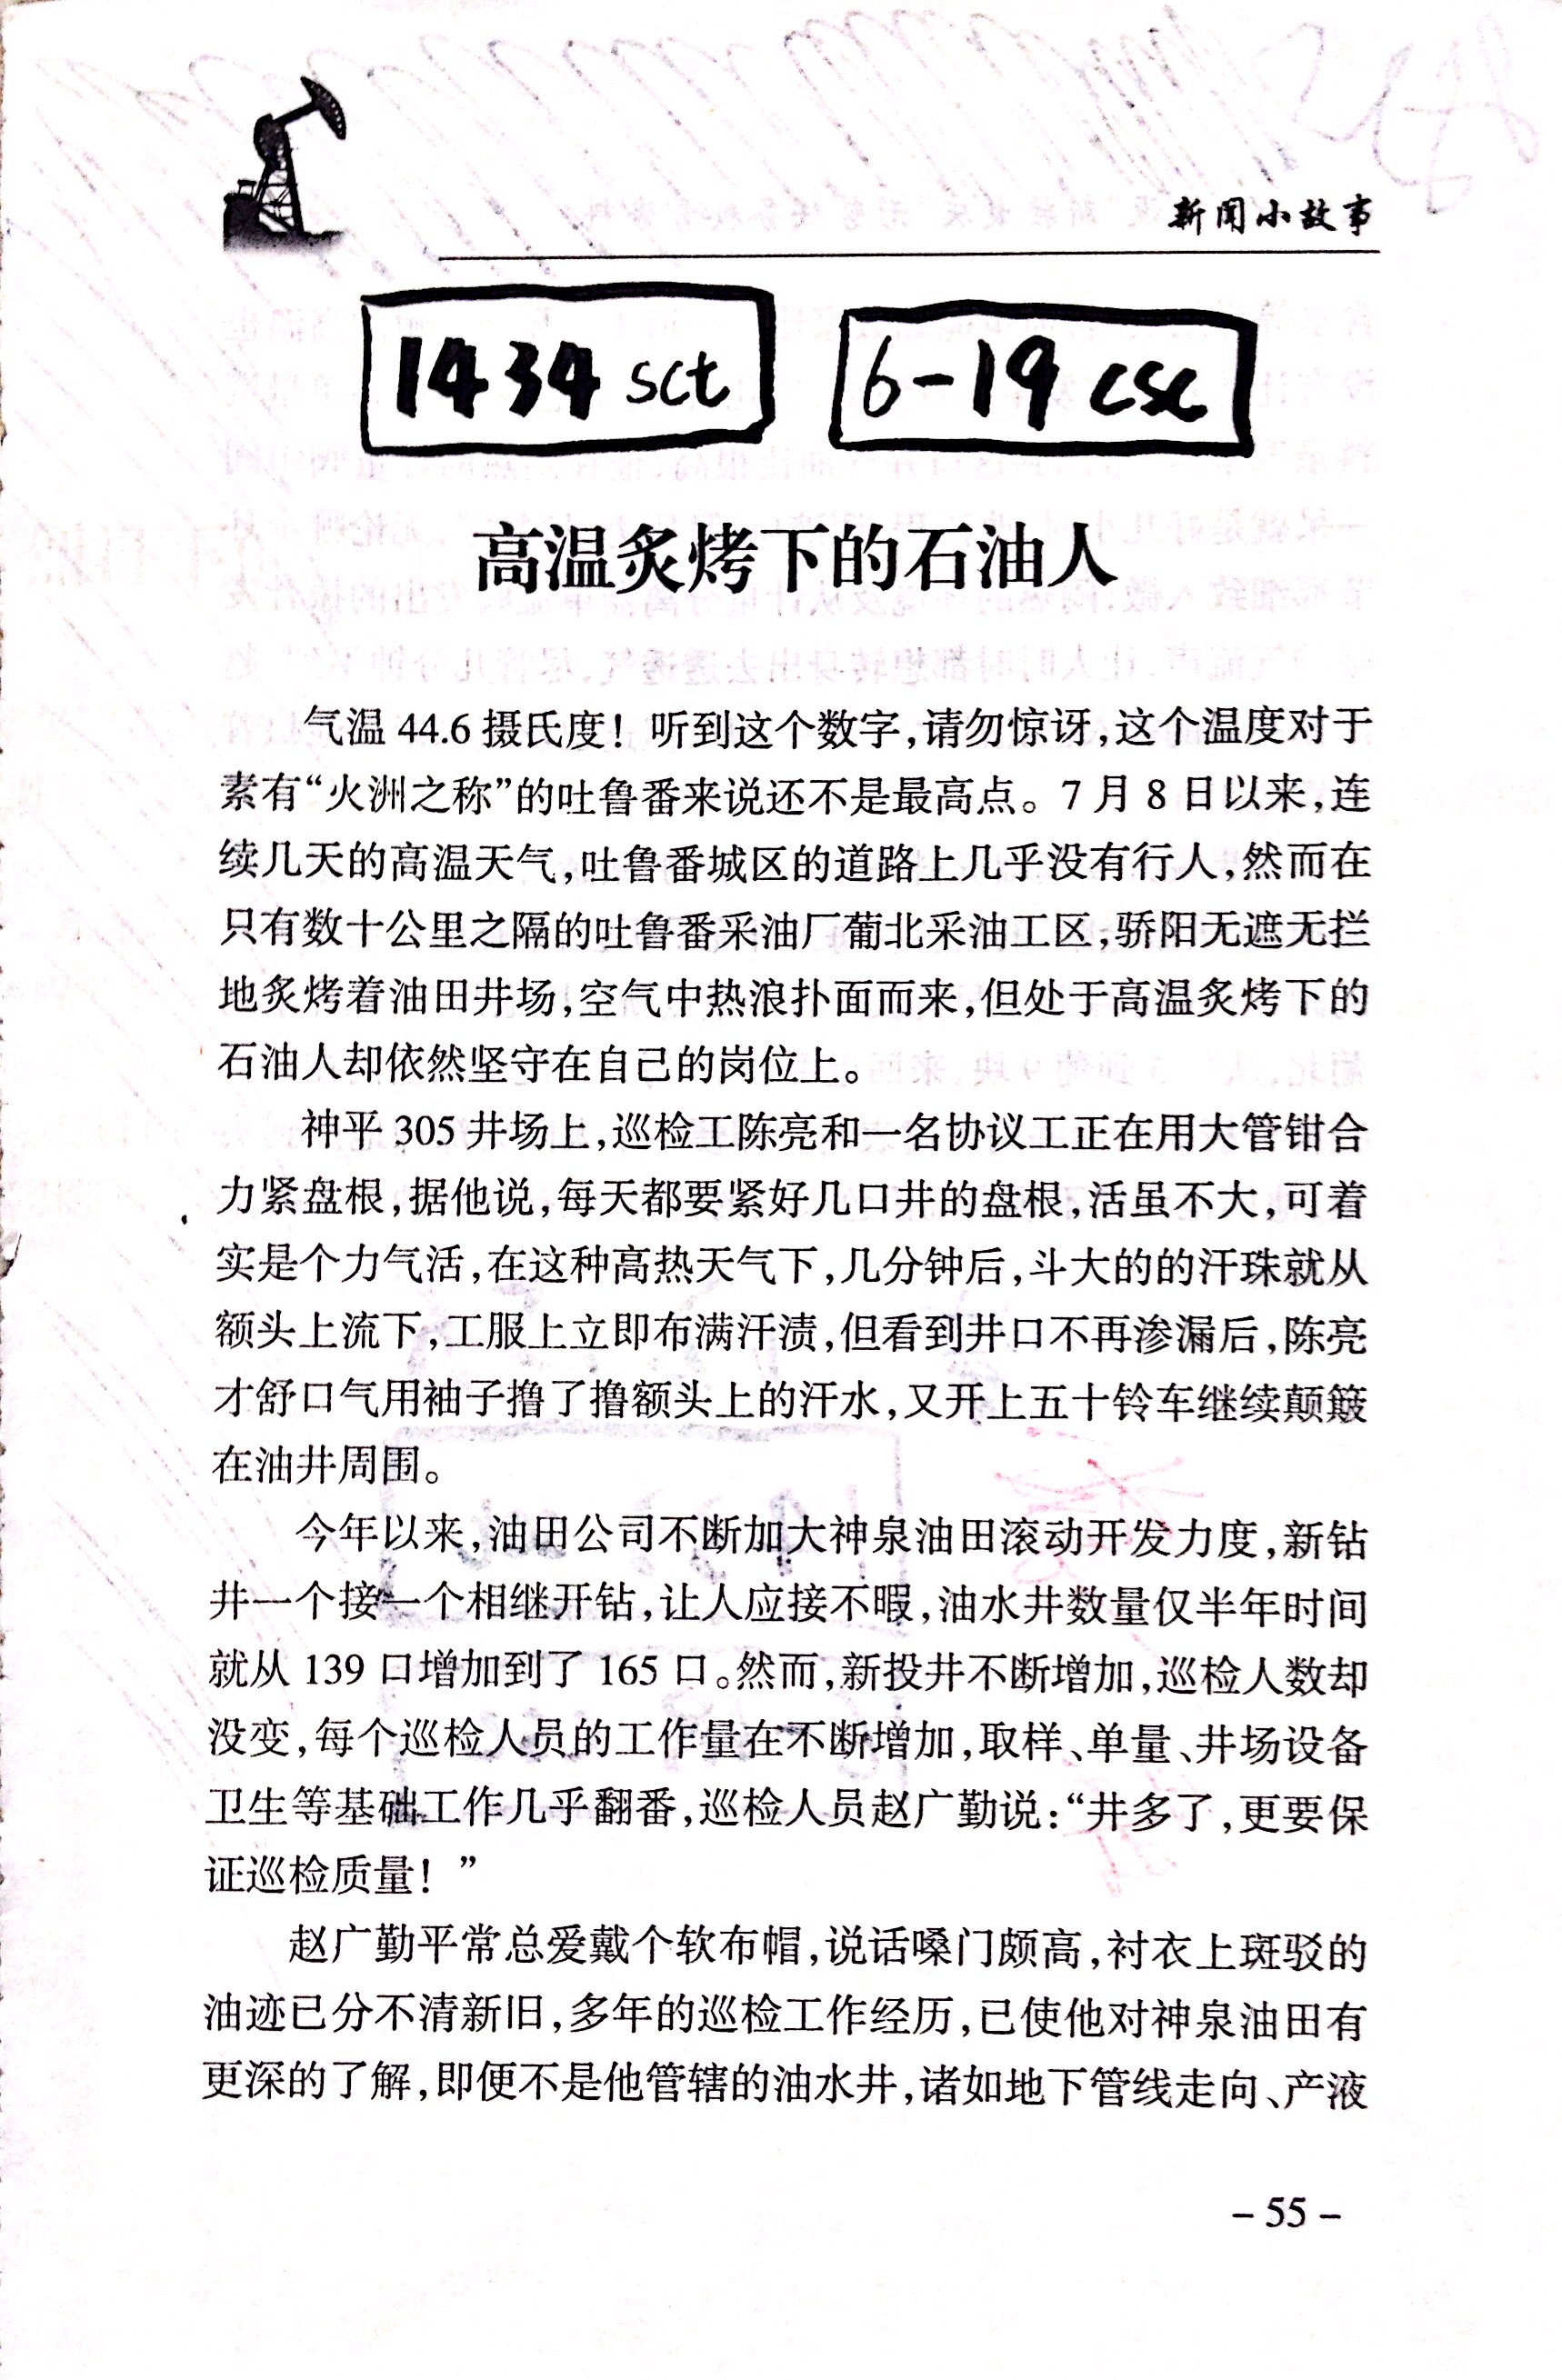 新闻小故事
1434 sct
6-19 csc
高温炙烤下的石油人
气温 44.6 摄氏度！听到这个数字，请勿惊讶，这个温度对于
素有“火洲之称”的吐鲁番来说还不是最高点。7 月 8 日以来，连
续几天的高温天气，吐鲁番城区的道路上几乎没有行人，然而在
只有数十公里之隔的吐鲁番采油厂葡北采油工区，骄阳无遮无拦
地炙烤着油田井场，空气中热浪扑面而来，但处于高温炙烤下的
石油人却依然坚守在自己的岗位上。
神平 305 井场上，巡检工陈亮和一名协议工正在用大管钳合
力紧盘根，据他说，每天都要紧好几口井的盘根，活虽不大，可着
实是个力气活，在这种高热天气下，几分钟后，斗大的的汗珠就从
额头上流下，工服上立即布满汗渍，但看到井口不再渗漏后，陈亮
才舒口气用袖子撸了撸额头上的汗水，又开上五十铃车继续颠簸
在油井周围。
今年以来，油田公司不断加大神泉油田滚动开发力度，新钻
井一个接一个相继开钻，让人应接不暇，油水井数量仅半年时间
就从 139 口增加到了 165 口。然而，新投井不断增加，巡检人数却
没变，每个巡检人员的工作量在不断增加，取样、单量、井场设备
卫生等基础工作几乎翻番，巡检人员赵广勤说：“井多了，更要保
证巡检质量！”
赵广勤平常总爱戴个软布帽，说话嗓门颇高，衬衣上斑驳的
油迹已分不清新旧，多年的巡检工作经历，已使他对神泉油田有
更深的了解，即便不是他管辖的油水井，诸如地下管线走向、产液
- 55 -